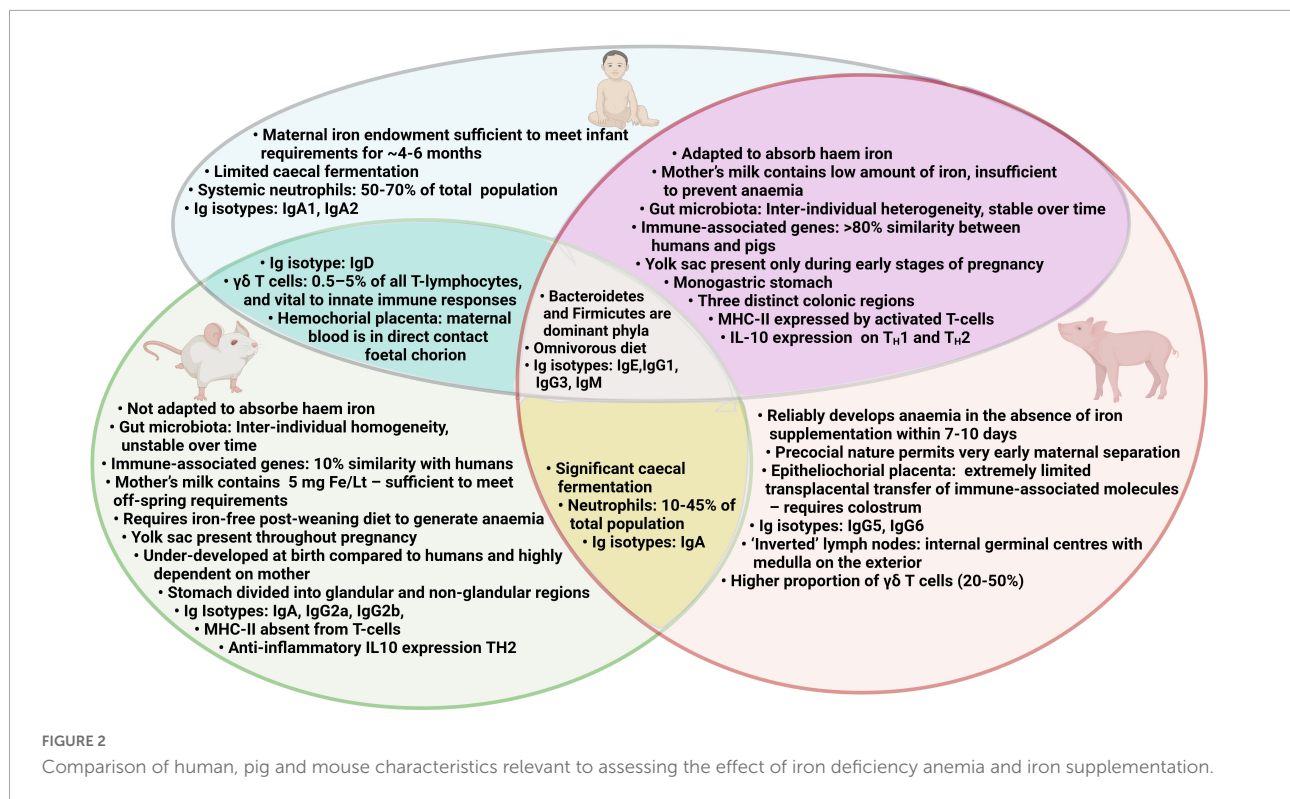 • Maternal iron endowment sufficient to meet infant
requirements for ~4-6 months
• Limited caecal fermentation
• Systemic neutrophils: 50-70% of total population
• Ig isotypes: IgA1, IgA2
• Adapted to absorb haem iron
• Mother's milk contains low amount of iron, insufficient
to prevent anaemia
• Gut microbiota: Inter-individual heterogeneity, stable over time
• Immune-associated genes: >80% similarity between
humans and pigs
• Yolk sac present only during early stages of pregnancy
• Monogastric stomach
• Three distinct colonic regions
• MHC-II expressed by activated T-cells
• IL-10 expression on TH1 and TH2
• Ig isotype: IgD
• γδ T cells: 0.5–5% of all T-lymphocytes,
and vital to innate immune responses
• Hemochorial placenta: maternal
blood is in direct contact
foetal chorion
• Bacteroidetes
and Firmicutes are
dominant phyla
• Omnivorous diet
• Ig isotypes: IgE,IgG1,
IgG3, IgM
• Not adapted to absorbe haem iron
• Gut microbiota: Inter-individual homogeneity,
unstable over time
• Immune-associated genes: 10% similarity with humans
• Mother's milk contains 5 mg Fe/Lt – sufficient to meet
off-spring requirements
• Requires iron-free post-weaning diet to generate anaemia
• Yolk sac present throughout pregnancy
• Under-developed at birth compared to humans and highly
dependent on mother
• Stomach divided into glandular and non-glandular regions
• Ig Isotypes: IgA, IgG2a, IgG2b,
• MHC-II absent from T-cells
• Anti-inflammatory IL10 expression TH2
• Significant caecal
fermentation
• Neutrophils: 10-45% of
total population
• Ig isotypes: IgA
• Reliably develops anaemia in the absence of iron
supplementation within 7-10 days
• Precocial nature permits very early maternal separation
• Epitheliochorial placenta: extremely limited
transplacental transfer of immune-associated molecules
– requires colostrum
• Ig isotypes: IgG5, IgG6
• 'Inverted' lymph nodes: internal germinal centres with
medulla on the exterior
• Higher proportion of γδ T cells (20-50%)
FIGURE 2
Comparison of human, pig and mouse characteristics relevant to assessing the effect of iron deficiency anemia and iron supplementation.